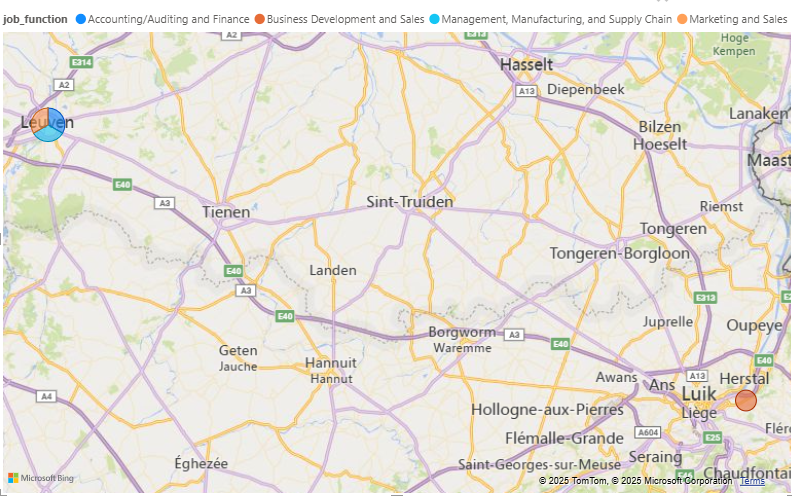 job_function Accounting/Auditing and Finance Business Development and Sales Management, Manufacturing, and Supply Chain Marketing and Sales
A2
E313
Hoge
Kempen
E314
A2
Hasselt
A13
Diepenbeek
Leuven
Lanaken
Bilzen
Hoeselt
Maast
E40
A3
Tienen
Sint-Truiden
Riemst
Tongeren
Tongeren-Borgloon
E40
Landen
A3
E313
E40
Juprelle
Oupeye
Borgworm
Waremme
A3
E40
Geten
Jauche
Hannuit
Hannut
E40
Awans
Ans
A13
Herstal
A4
Luik
Liège
Hollogne-aux-Pierres
Flémalle-Grande
A604
E25
Fléro
Éghezée
Saint-Georges-sur-Meuse
Seraing
Chaudfontai
Microsoft Bing
© 2025 TomTom, © 2025 Microsoft Corporation Terms